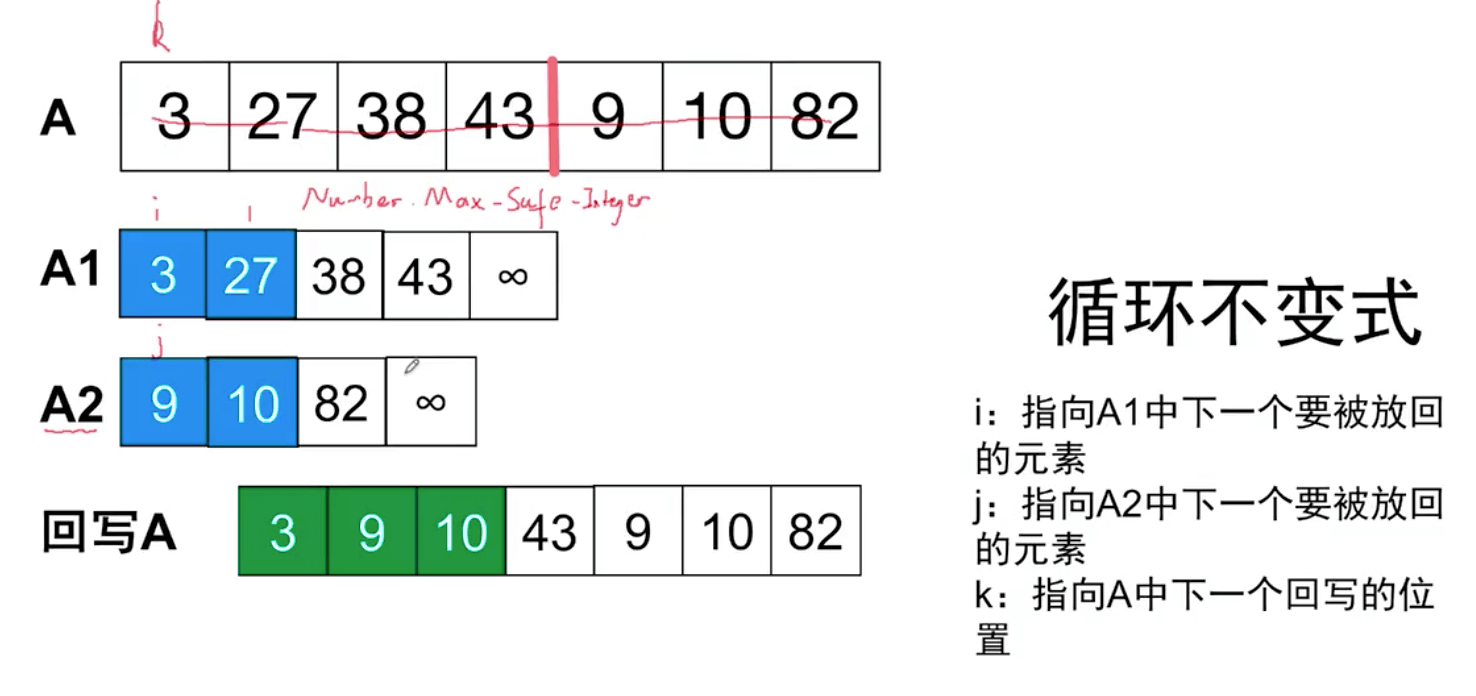 k
A 3 27 38 43 9 10 82
i Number.Max-Safe-Integer
A1 3 27 38 43 ∞
j
A2 9 10 82 ∞
回写A 3 9 10 43 9 10 82
循环不变式
i：指向A1中下一个要被放回
的元素
j：指向A2中下一个要被放回
的元素
k：指向A中下一个回写的位
置